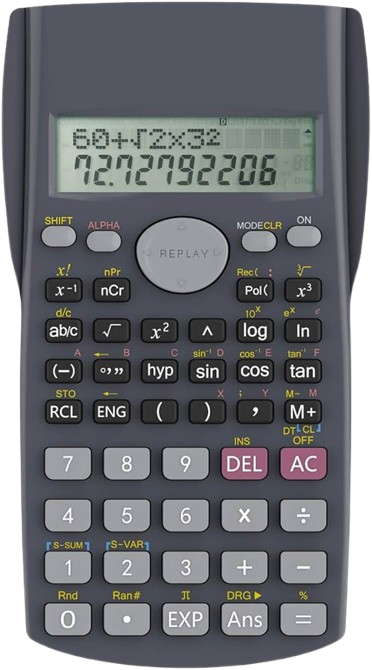 D
60+√2×3²
72.72792206
SHIFT ALPHA MODE CLR ON
REPLAY
x! nPr Rec( : ³√
x⁻¹ nCr Pol( x³
d/c 10ˣ eˣ e
ab/c √ x² ^ log ln
A ← B C sin⁻¹ D cos⁻¹ E tan⁻¹ F
(−) °’” hyp sin cos tan
STO ← X ; Y M− M
RCL ENG ( ) , M+
DT CL
INS OFF
7 8 9 DEL AC
4 5 6 x ÷
S-SUM S-VAR
1 2 3 + −
Rnd Ran# π DRG ▶ %
0 • EXP Ans =